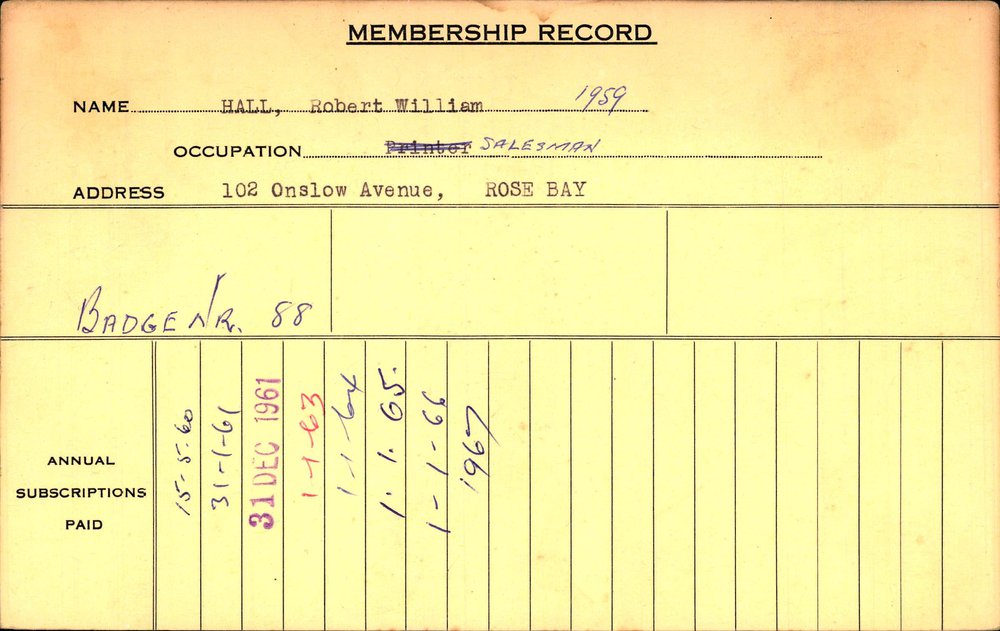 MEMBERSHIP RECORD
NAME HALL, Robert William 1959
OCCUPATION Printer SALESMAN
ADDRESS 102 Onslow Avenue, ROSE BAY
BADGE NR. 88
ANNUAL
SUBSCRIPTIONS
PAID
15-5.60
31-1-61
31 DEC 1961
1-1-63
1-1-64
1.1.65.
1-1-66
1967